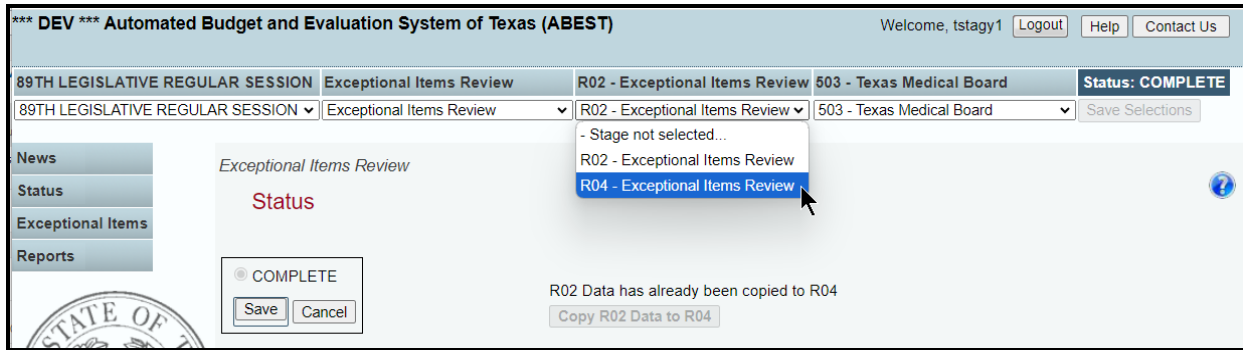 *** DEV *** Automated Budget and Evaluation System of Texas (ABEST)
Welcome, tstagy1 Logout Help Contact Us
89TH LEGISLATIVE REGULAR SESSION Exceptional Items Review R02 - Exceptional Items Review 503 - Texas Medical Board Status: COMPLETE
89TH LEGISLATIVE REGULAR SESSION Exceptional Items Review R02 - Exceptional Items Review 503 - Texas Medical Board Save Selections
- Stage not selected...
R02 - Exceptional Items Review
R04 - Exceptional Items Review
News
Status
Exceptional Items
Reports
Exceptional Items Review
Status
COMPLETE
Save Cancel
R02 Data has already been copied to R04
Copy R02 Data to R04
STATE OF